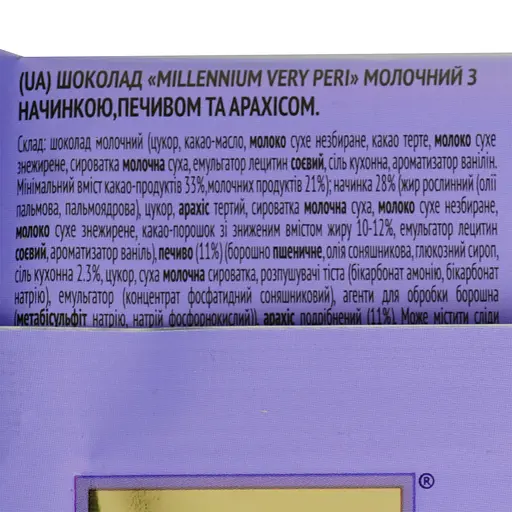 (UA) ШОКОЛАД «MILLENNIUM VERY PERI» МОЛОЧНИЙ З
НАЧИНКОЮ,ПЕЧИВОМ ТА АРАХІСОМ.
Склад: шоколад молочний (цукор, какао-масло, молоко сухе незбиране, какао терте, молоко сухе
знежирене, сироватка молочна суха, емульгатор лецитин соєвий, сіль кухонна, ароматизатор ванілін.
Мінімальний вміст какао-продуктів 33%,молочних продуктів 21%); начинка 28% (жир рослинний (олії
пальмова, пальмоядрова), цукор, арахіс тертий, сироватка молочна суха, молоко сухе незбиране,
молоко сухе знежирене, какао-порошок зі зниженим вмістом жиру 10-12%, емульгатор лецитин
соєвий, ароматизатор ваніль), печиво (11%) (борошно пшеничне, олія соняшникова, глюкозний сироп,
сіль кухонна 2.3%, цукор, суха молочна сироватка, розпушувачі тіста (бікарбонат амонію, бікарбонат
натрію), емульгатор (концентрат фосфатидний соняшниковий), агенти для обробки борошна
(метабісульфіт натрію, натрій фосфорнокислий)), арахіс подрібнений (11%). Може містити сліди
®